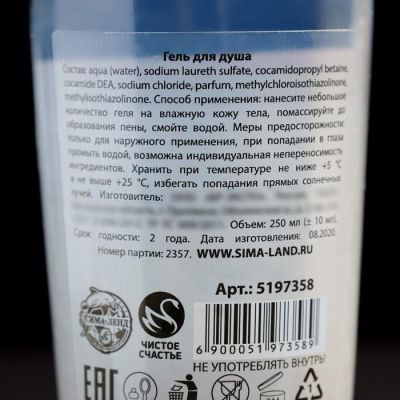 Гель для душа
Состав: aqua (water), sodium laureth sulfate, cocamidopropyl betaine,
cocamide DEA, sodium chloride, parfum, methylchloroisothiazolinone,
methylisothiazolinone. Способ применения: нанесите небольшое
количество геля на влажную кожу тела, помассируйте до
образования пены, смойте водой. Меры предосторожности:
только для наружного применения, при попадании в глаза
промыть водой, возможна индивидуальная непереносимость
ингредиентов. Хранить при температуре не ниже +5 °C
и не выше +25 °C, избегать попадания прямых солнечных
лучей. Изготовитель:
Объем: 250 мл (± 10 мл).
Срок годности: 2 года. Дата изготовления: 08.2020.
Номер партии: 2357. WWW.SIMA-LAND.RU
Арт.: 5197358
СИМА-ЛЕНД
ЧИСТОЕ
СЧАСТЬЕ
6 900051 973589
НЕ УПОТРЕБЛЯТЬ ВНУТРЬ!
EAC
1